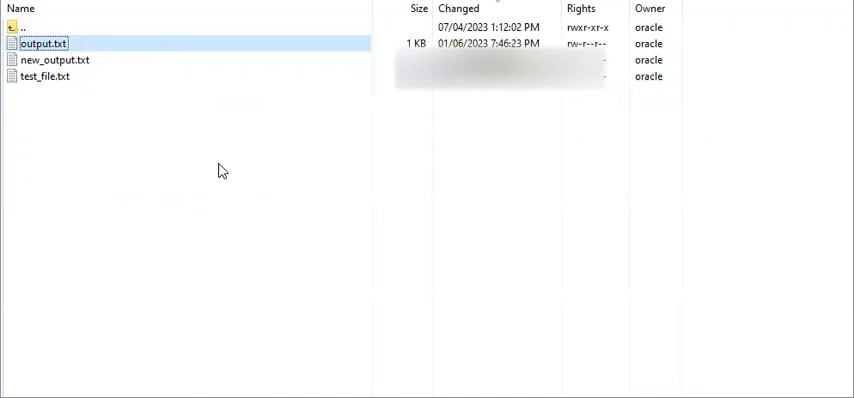 Name Size Changed Rights Owner
.. 07/04/2023 1:12:02 PM rwxr-xr-x oracle
output.txt 1 KB 01/06/2023 7:46:23 PM rw-r--r-- oracle
new_output.txt oracle
test_file.txt oracle